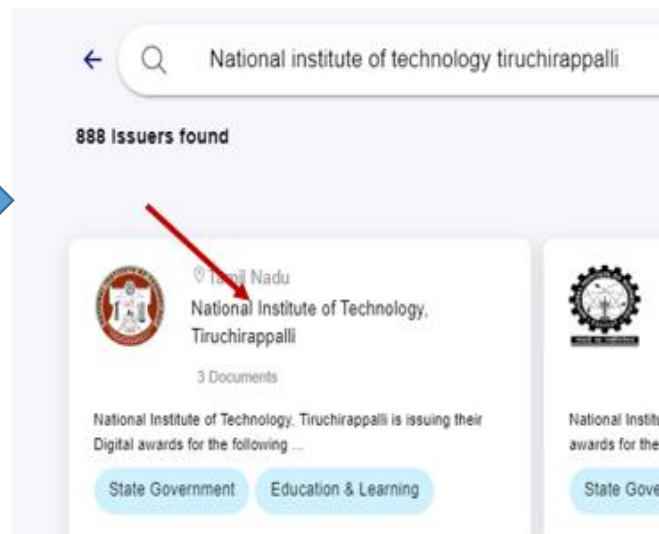 National institute of technology tiruchirappalli
888 Issuers found
Tamil Nadu
National Institute of Technology,
Tiruchirappalli
3 Documents
National Institute of Technology, Tiruchirappalli is issuing their
Digital awards for the following ...
State Government Education & Learning
National Institu
awards for the
State Gove